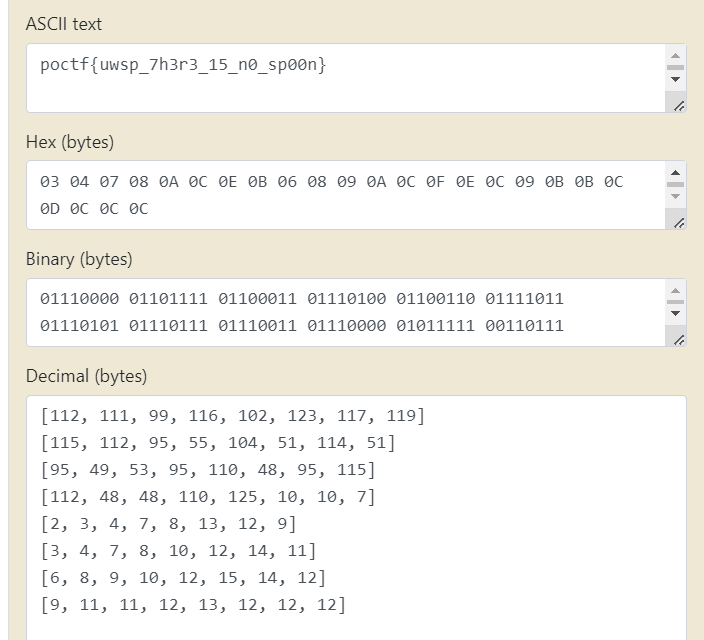 ASCII text
poctf{uwsp_7h3r3_15_n0_sp00n}
Hex (bytes)
03 04 07 08 0A 0C 0E 0B 06 08 09 0A 0C 0F 0E 0C 09 0B 0B 0C
0D 0C 0C 0C
Binary (bytes)
01110000 01101111 01100011 01110100 01100110 01111011
01110101 01110111 01110011 01110000 01011111 00110111
Decimal (bytes)
[112, 111, 99, 116, 102, 123, 117, 119]
[115, 112, 95, 55, 104, 51, 114, 51]
[95, 49, 53, 95, 110, 48, 95, 115]
[112, 48, 48, 110, 125, 10, 10, 7]
[2, 3, 4, 7, 8, 13, 12, 9]
[3, 4, 7, 8, 10, 12, 14, 11]
[6, 8, 9, 10, 12, 15, 14, 12]
[9, 11, 11, 12, 13, 12, 12, 12]